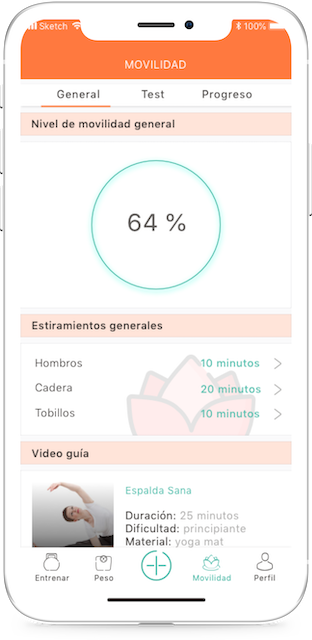 Sketch
100%
MOVILIDAD
General Test Progreso
Nivel de movilidad general
64 %
Estiramientos generales
Hombros 10 minutos
Cadera 20 minutos
Tobillos 10 minutos
Video guía
Espalda Sana
Duración: 25 minutos
Dificultad: principiante
Material: yoga mat
Entrenar Peso Movilidad Perfil